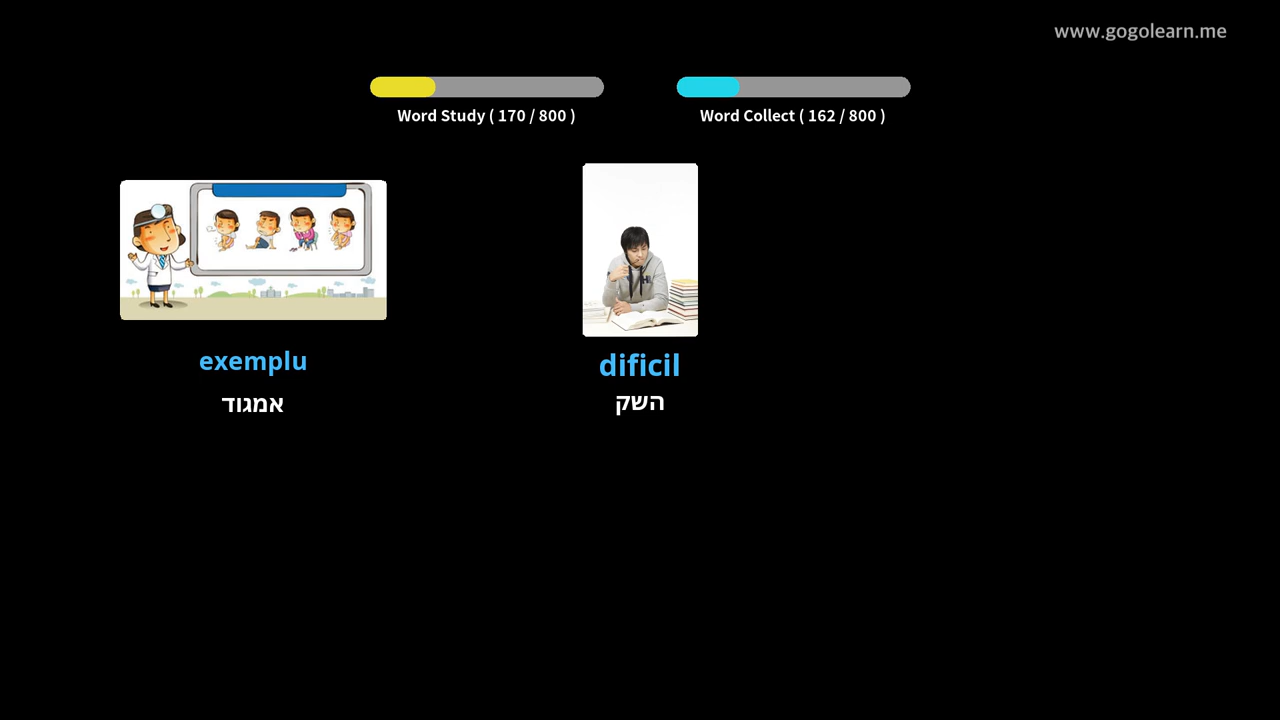 www.gogolearn.me
Word Study ( 170 / 800 )
Word Collect ( 162 / 800 )
exemplu
אמגוד
dificil
השק